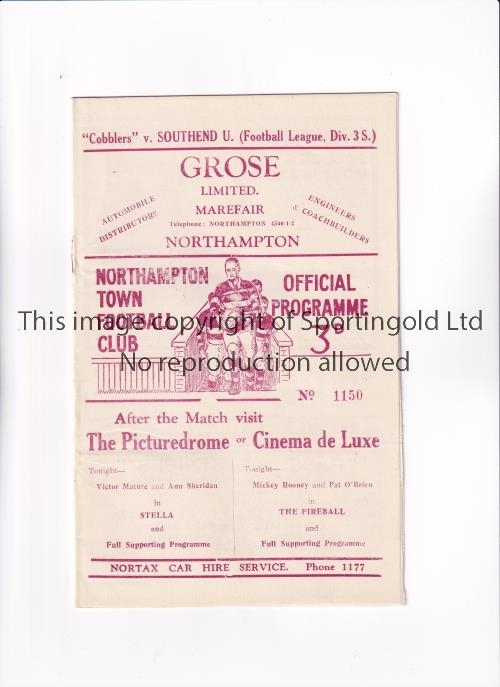 "Cobblers" v. SOUTHEND U. (Football League, Div. 3 S.)
GROSE
LIMITED.
MAREFAIR
AUTOMOBILE
DISTRIBUTORS
ENGINEERS
& COACHBUILDERS
Telephone: NORTHAMPTON 4540-1-2
NORTHAMPTON
NORTHAMPTON
TOWN
FOOTBALL
CLUB
OFFICIAL
PROGRAMME
3D
This image copyright of Sportingold Ltd
No reproduction allowed
No 1150
After the Match visit
The Picturedrome or Cinema de Luxe
Tonight—
Victor Mature and Ann Sheridan
in
STELLA
and
Full Supporting Programme
Tonight—
Mickey Rooney and Pat O'Brien
in
THE FIREBALL
and
Full Supporting Programme
NORTAX CAR HIRE SERVICE. Phone 1177